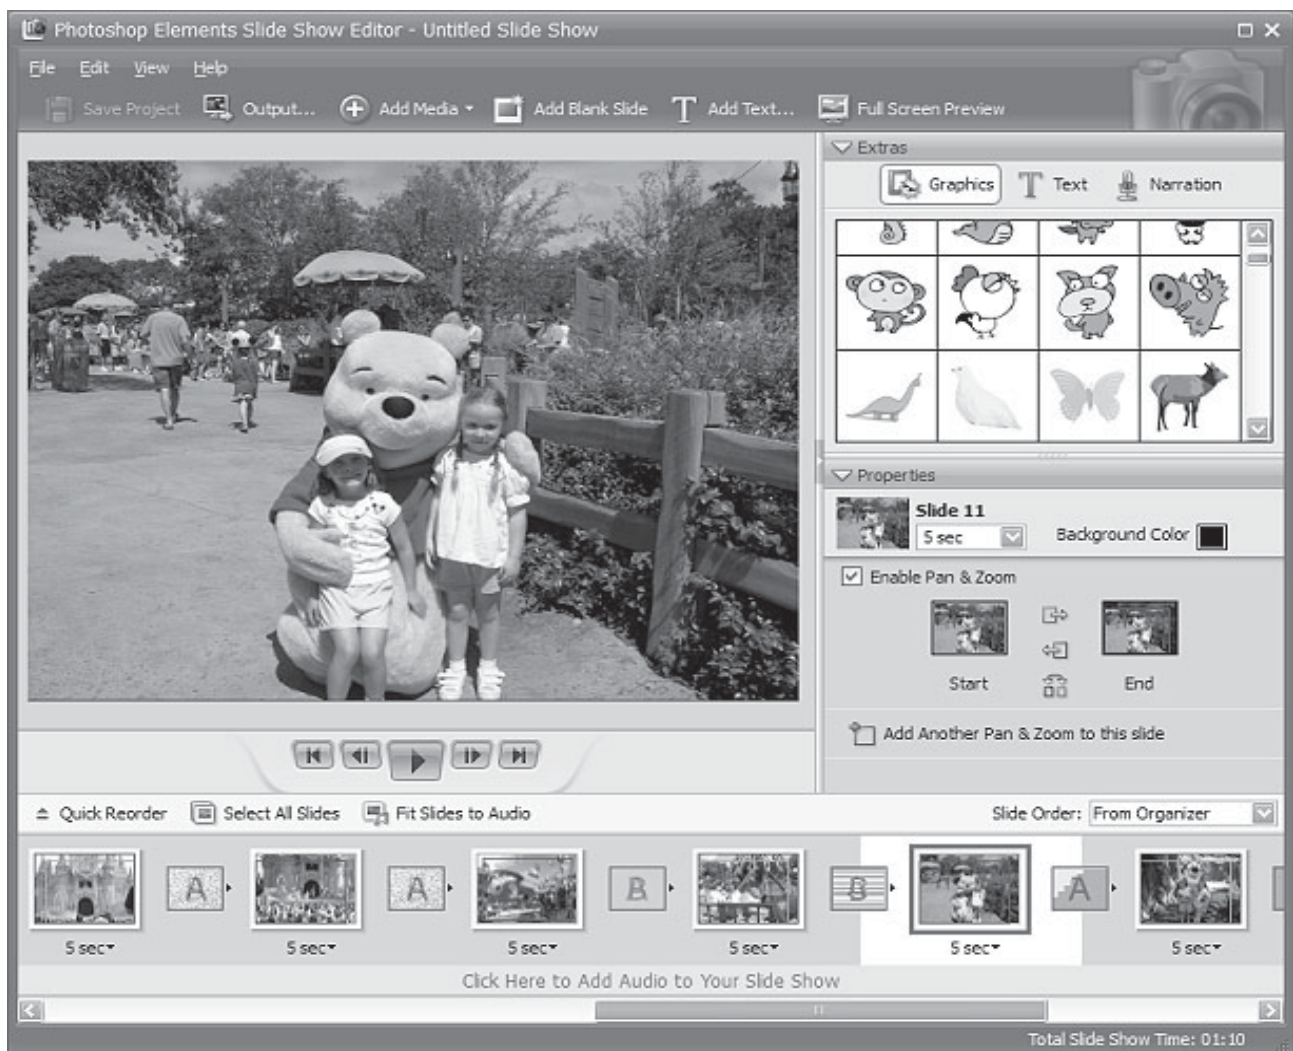 Photoshop Elements Slide Show Editor - Untitled Slide Show
File Edit View Help
Save Project Output... Add Media Add Blank Slide T Add Text... Full Screen Preview
Extras
Graphics T Text Narration
Properties
Slide 11
5 sec Background Color
Enable Pan & Zoom
Start End
Add Another Pan & Zoom to this slide
Quick Reorder Select All Slides Fit Slides to Audio Slide Order: From Organizer
A A B B A
5 sec 5 sec 5 sec 5 sec 5 sec 5 sec
Click Here to Add Audio to Your Slide Show
Total Slide Show Time: 01:10